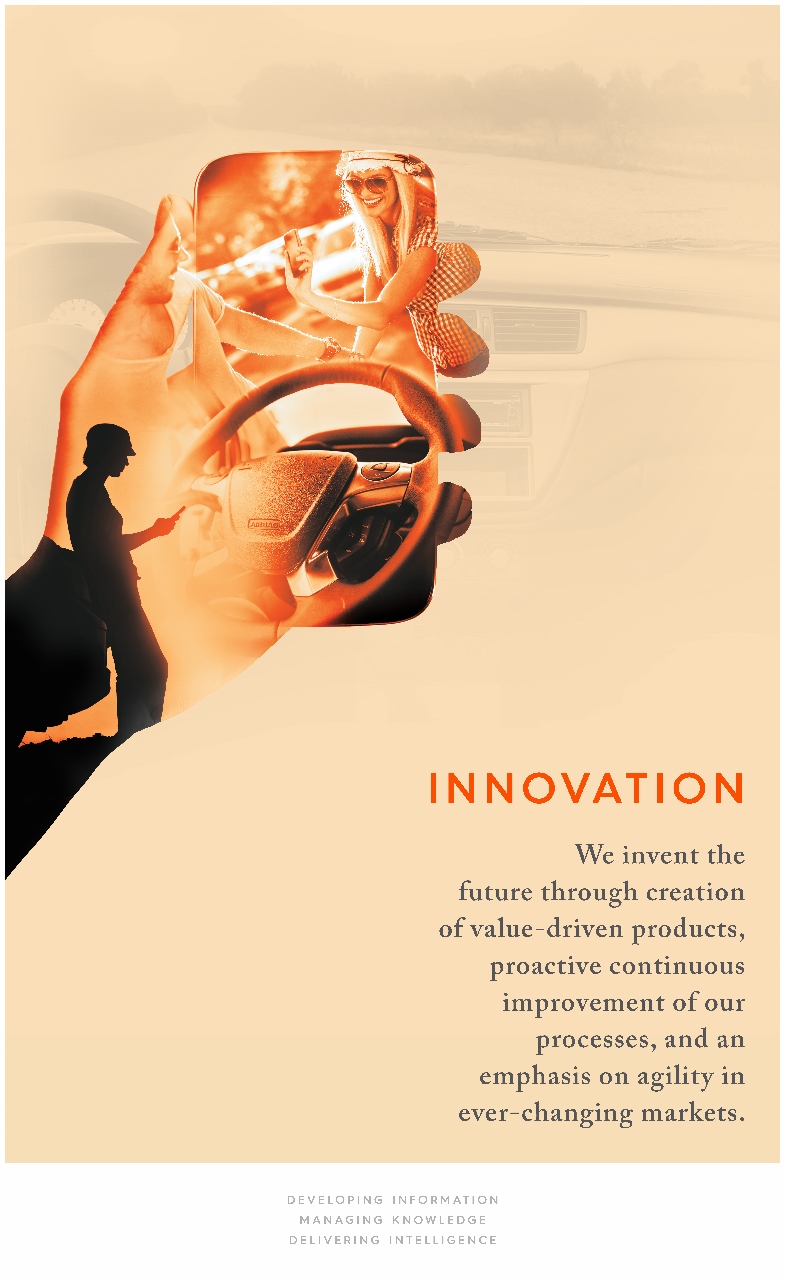 INNOVATION
We invent the
future through creation
of value-driven products,
proactive continuous
improvement of our
processes, and an
emphasis on agility in
ever-changing markets.
DEVELOPING INFORMATION
MANAGING KNOWLEDGE
DELIVERING INTELLIGENCE